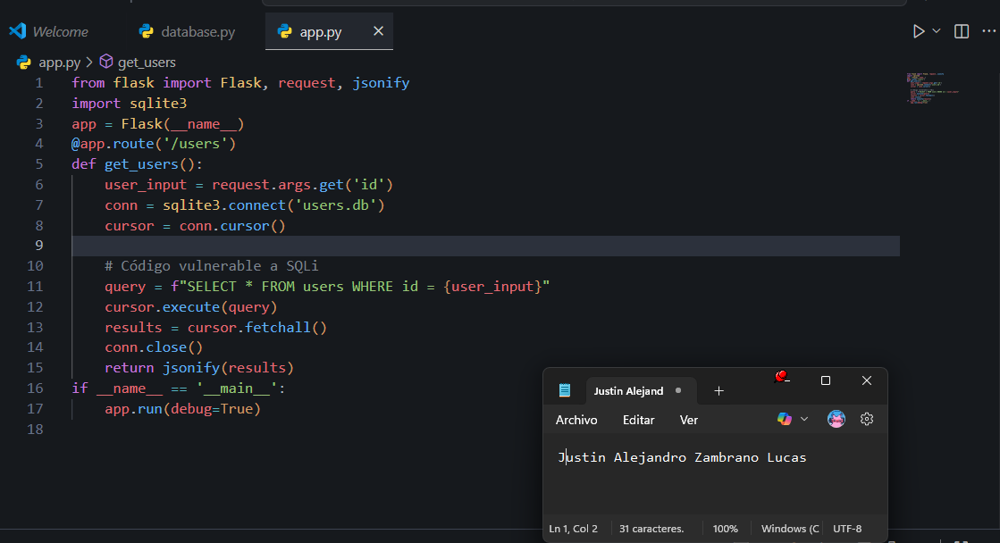 Welcome
database.py
app.py
app.py > get_users
1 from flask import Flask, request, jsonify
2 import sqlite3
3 app = Flask(__name__)
4 @app.route('/users')
5 def get_users():
6     user_input = request.args.get('id')
7     conn = sqlite3.connect('users.db')
8     cursor = conn.cursor()
9
10     # Código vulnerable a SQLi
11     query = f"SELECT * FROM users WHERE id = {user_input}"
12     cursor.execute(query)
13     results = cursor.fetchall()
14     conn.close()
15     return jsonify(results)
16 if __name__ == '__main__':
17     app.run(debug=True)
18
Justin Alejand
Archivo Editar Ver
Justin Alejandro Zambrano Lucas
Ln 1, Col 2 31 caracteres. 100% Windows (C UTF-8